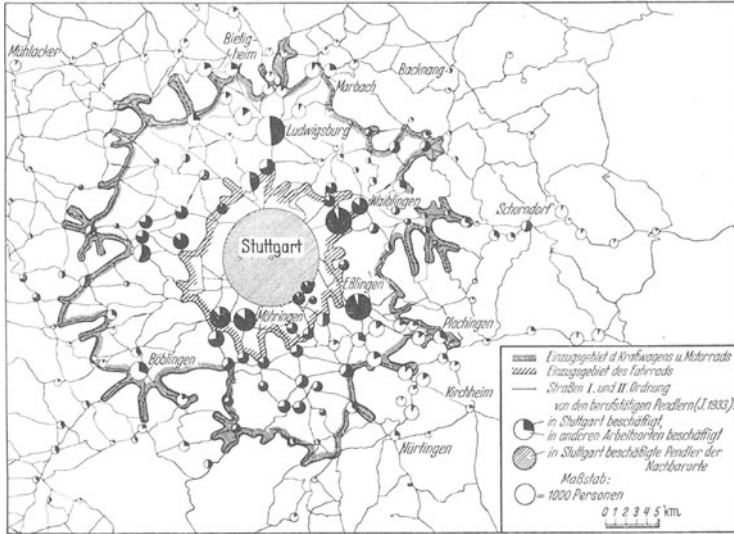 Mühlacker
Bietig-
heim
Marbach
Backnang
Ludwigsburg
Waiblingen
Schorndorf
Stuttgart
Eßlingen
Möhringen
Plochingen
Böblingen
Kirchheim
Nürtingen
Einzugsgebiet d. Kraftwagens u. Motorrads
Einzugsgebiet des Fahrrads
Straßen I. und II. Ordnung
von den berufstätigen Pendlern (J. 1933):
in Stuttgart beschäftigt,
in anderen Arbeitsorten beschäftigt
in Stuttgart beschäftigte Pendler der
Nachbarorte
Maßstab:
= 1000 Personen
0 1 2 3 4 5 km